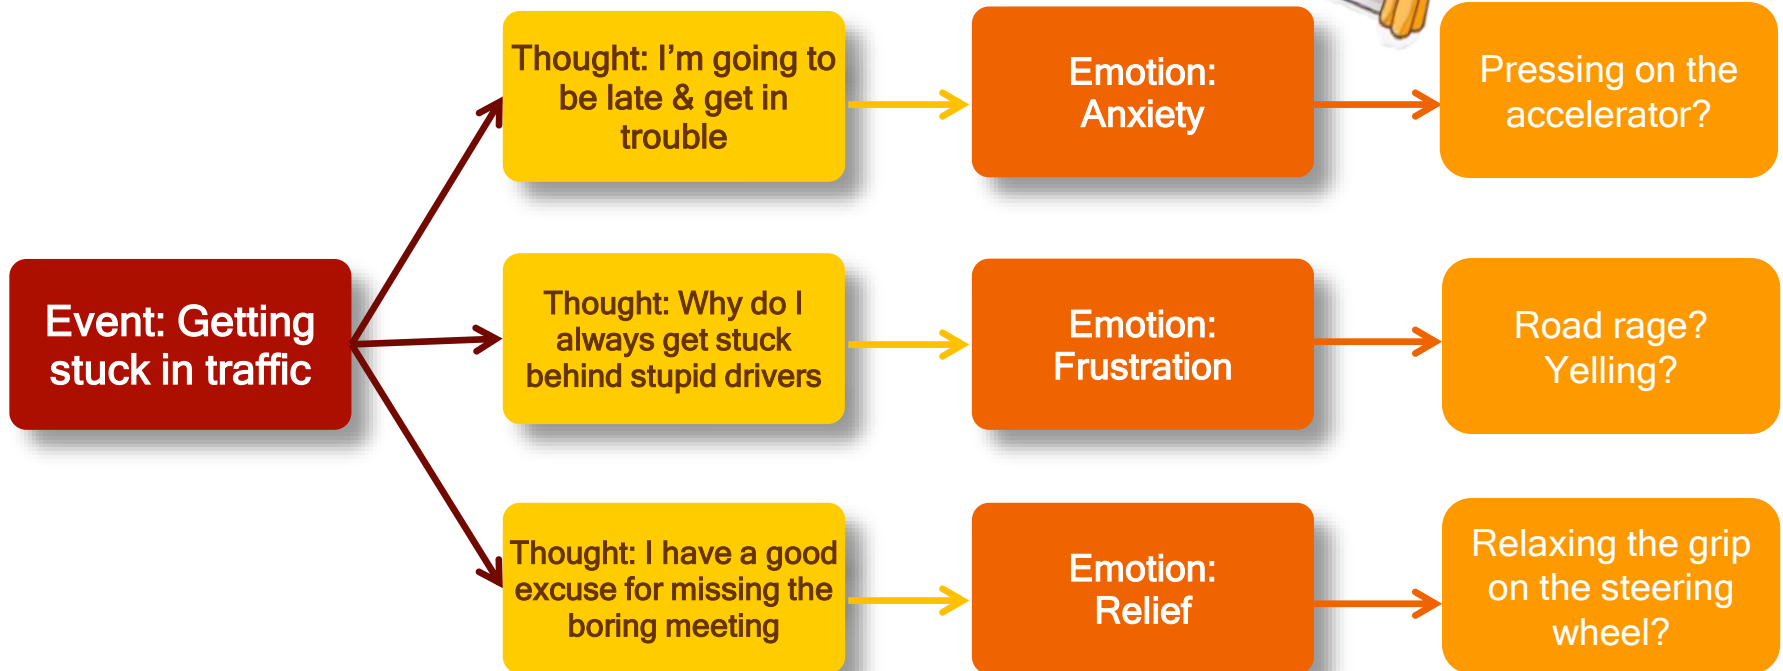 Thought: I'm going to
be late & get in
trouble
Emotion:
Anxiety
Pressing on the
accelerator?
Event: Getting
stuck in traffic
Thought: Why do I
always get stuck
behind stupid drivers
Emotion:
Frustration
Road rage?
Yelling?
Thought: I have a good
excuse for missing the
boring meeting
Emotion:
Relief
Relaxing the grip
on the steering
wheel?